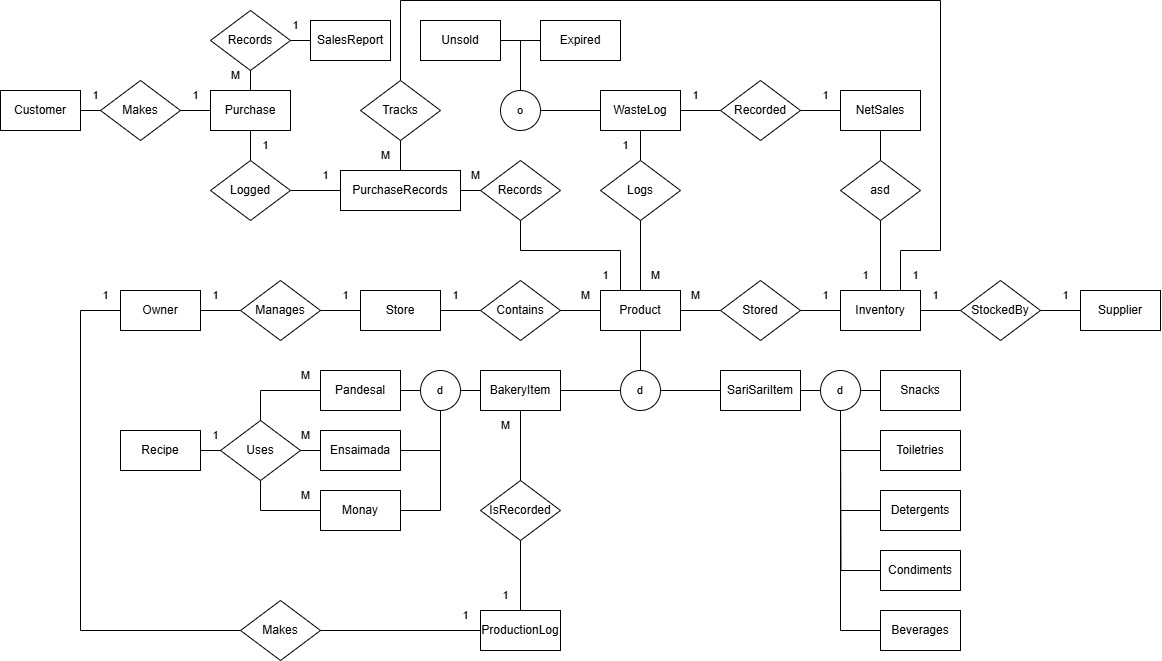 Records
1
SalesReport
Unsold
Expired
M
Customer
1
Makes
1
Purchase
Tracks
o
WasteLog
1
Recorded
1
NetSales
1
M
1
Logged
1
PurchaseRecords
M
Records
Logs
asd
1
M
1
1
1
Owner
1
Manages
1
Store
1
Contains
M
Product
M
Stored
1
Inventory
1
StockedBy
1
Supplier
M
Pandesal
d
BakeryItem
d
SariSariItem
d
Snacks
Recipe
1
Uses
M
Ensaimada
M
Toiletries
M
Monay
IsRecorded
Detergents
Condiments
1
Makes
1
ProductionLog
Beverages